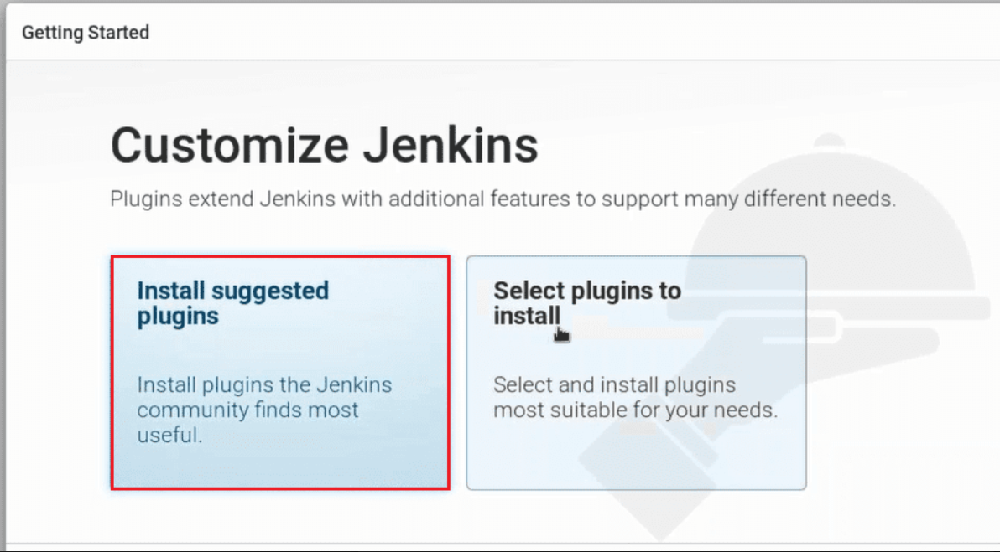 Getting Started
Customize Jenkins
Plugins extend Jenkins with additional features to support many different needs.
Install suggested
plugins
Install plugins the Jenkins
community finds most
useful.
Select plugins to
install
Select and install plugins
most suitable for your needs.